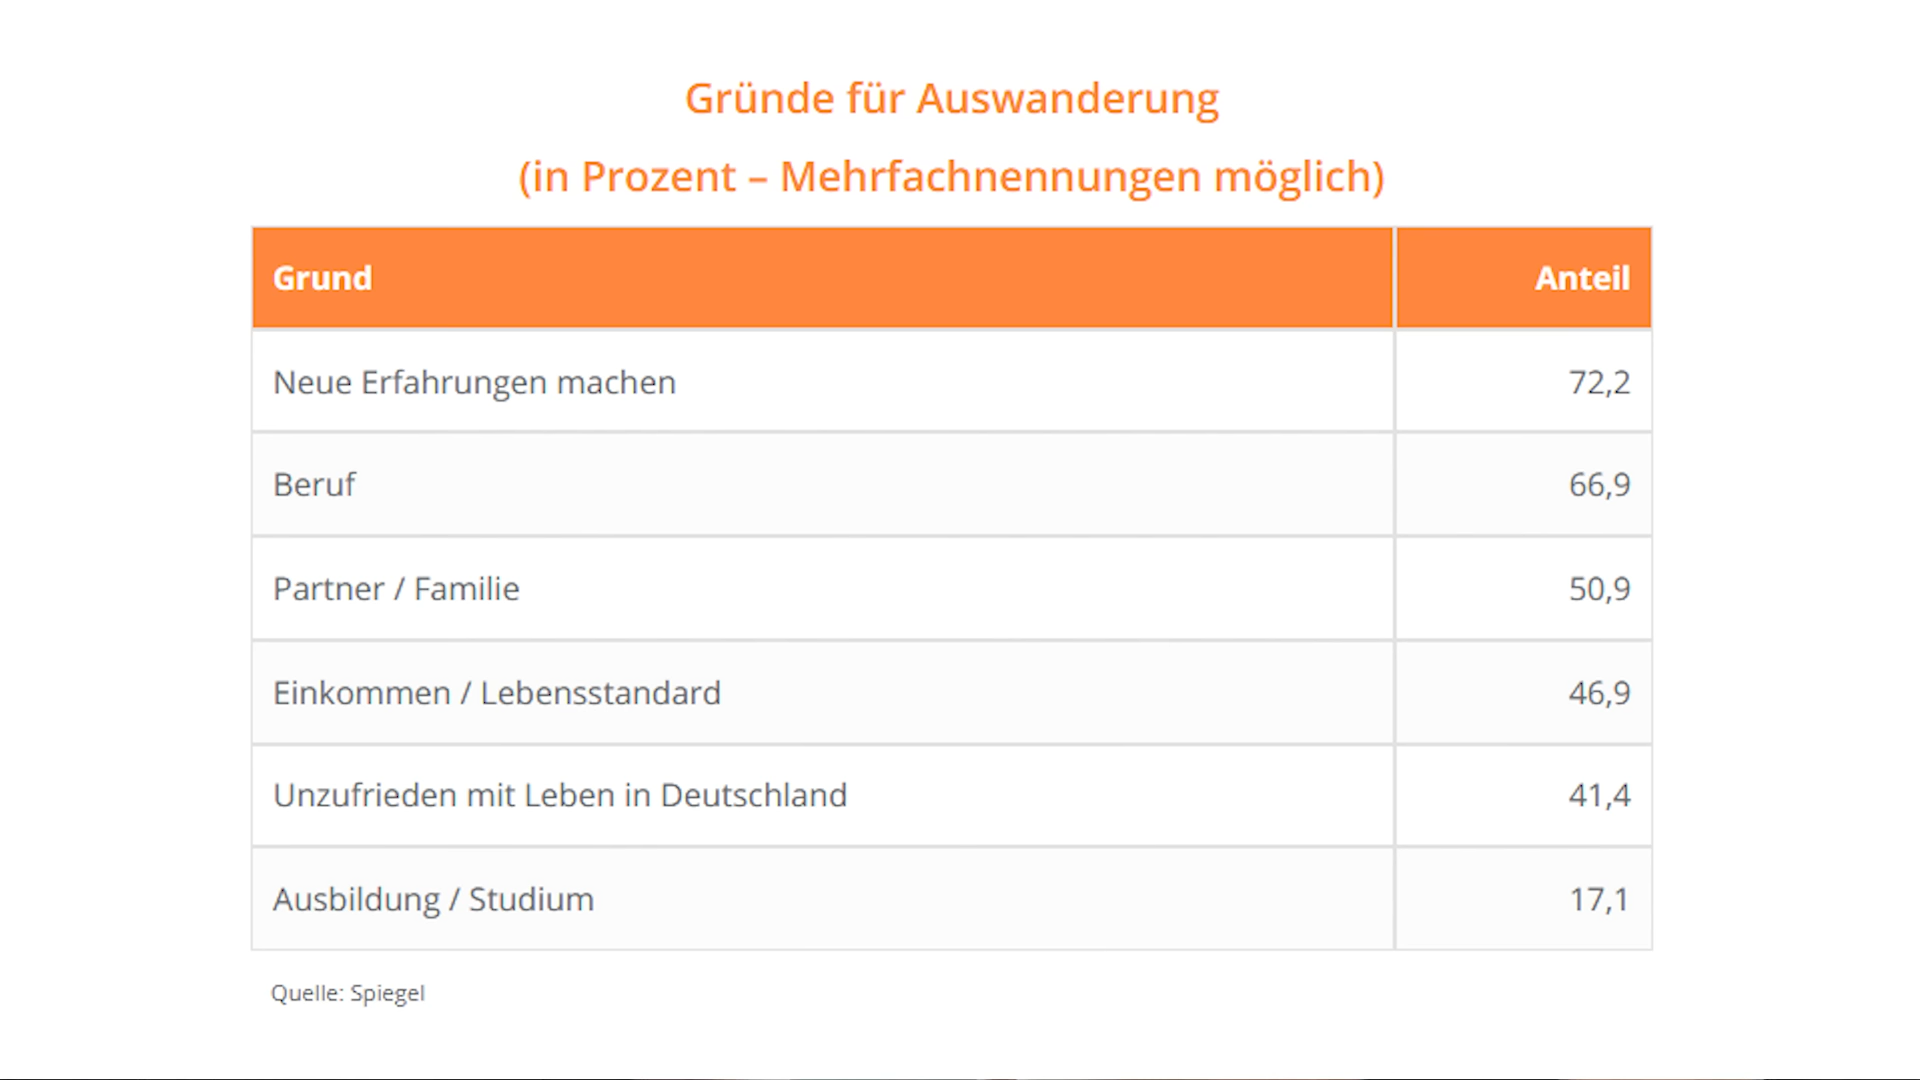 Gründe für Auswanderung
(in Prozent – Mehrfachnennungen möglich)
Grund Anteil
Neue Erfahrungen machen 72,2
Beruf 66,9
Partner / Familie 50,9
Einkommen / Lebensstandard 46,9
Unzufrieden mit Leben in Deutschland 41,4
Ausbildung / Studium 17,1
Quelle: Spiegel